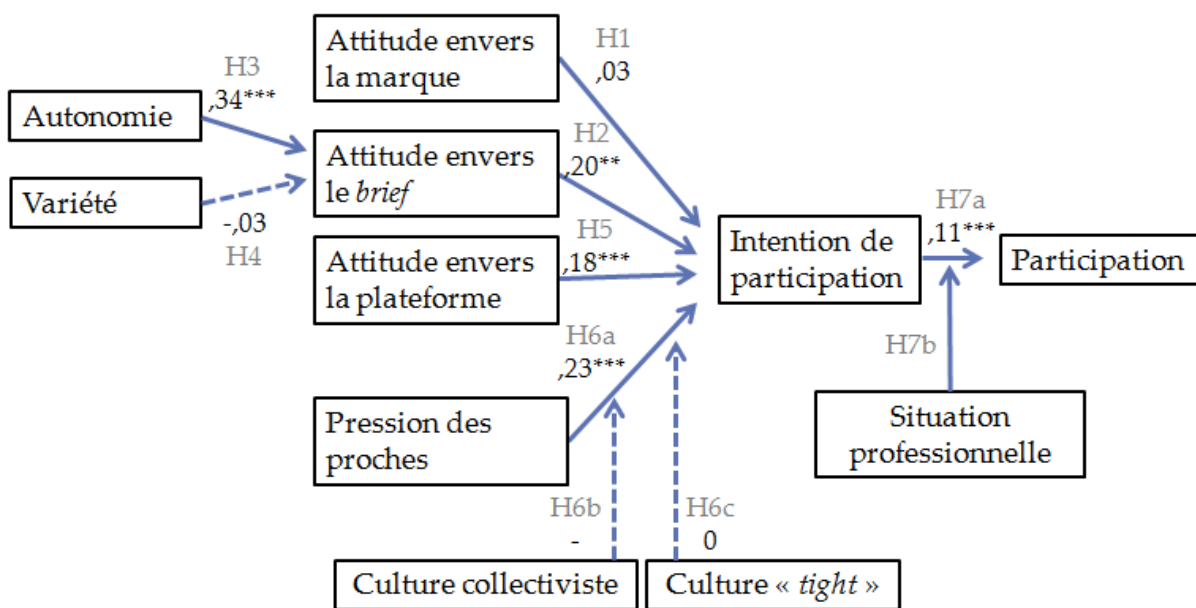 Attitude envers
la marque
H1
,03
H3
,34***
Autonomie
Attitude envers
le brief
H2
,20**
Variété
-,03
H4
Attitude envers
la plateforme
H5
,18***
Intention de
participation
H7a
,11***
Participation
H6a
,23***
H7b
Pression des
proches
Situation
professionnelle
H6b
-
H6c
0
Culture collectiviste
Culture « tight »